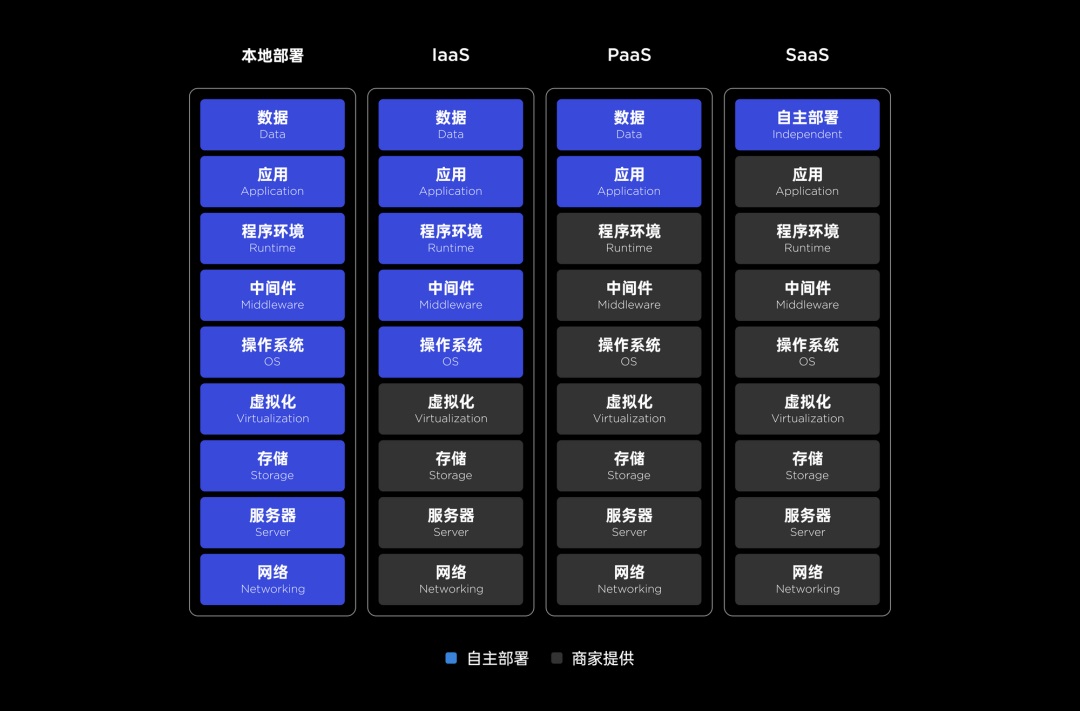 本地部署
IaaS
PaaS
SaaS
数据
Data
应用
Application
程序环境
Runtime
中间件
Middleware
操作系统
OS
虚拟化
Virtualization
存储
Storage
服务器
Server
网络
Networking
数据
Data
应用
Application
程序环境
Runtime
中间件
Middleware
操作系统
OS
虚拟化
Virtualization
存储
Storage
服务器
Server
网络
Networking
数据
Data
应用
Application
程序环境
Runtime
中间件
Middleware
操作系统
OS
虚拟化
Virtualization
存储
Storage
服务器
Server
网络
Networking
自主部署
Independent
应用
Application
程序环境
Runtime
中间件
Middleware
操作系统
OS
虚拟化
Virtualization
存储
Storage
服务器
Server
网络
Networking
自主部署
商家提供